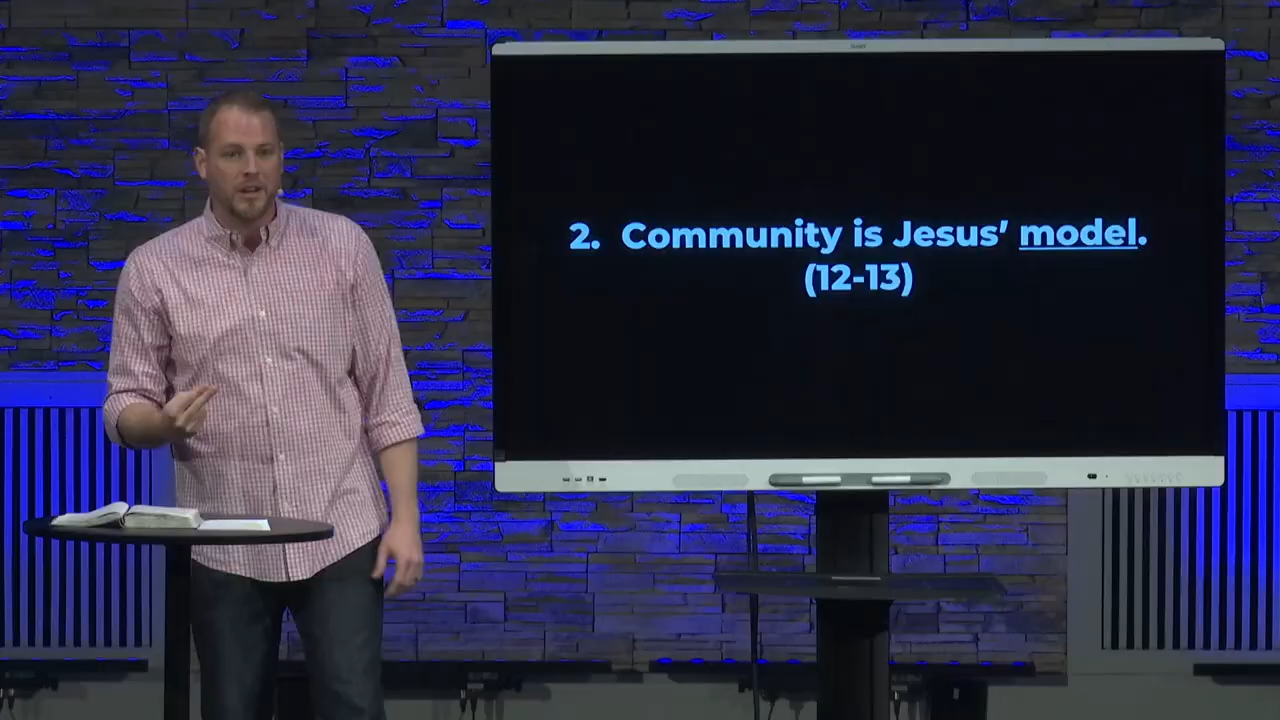 2. Community is Jesus’ model.
(12-13)